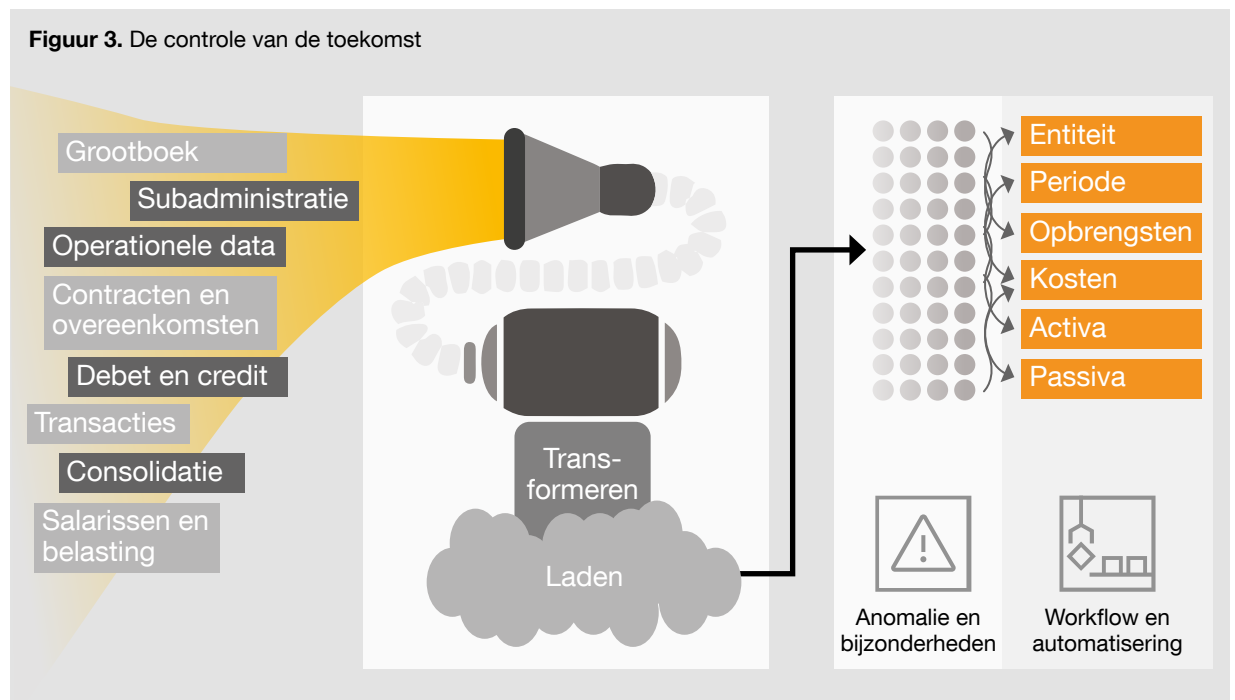 Figuur 3. De controle van de toekomst
Grootboek
Subadministratie
Operationele data
Contracten en
overeenkomsten
Debet en credit
Transacties
Consolidatie
Salarissen en
belasting
Trans-
formeren
Laden
Entiteit
Periode
Opbrengsten
Kosten
Activa
Passiva
Anomalie en
bijzonderheden
Workflow en
automatisering